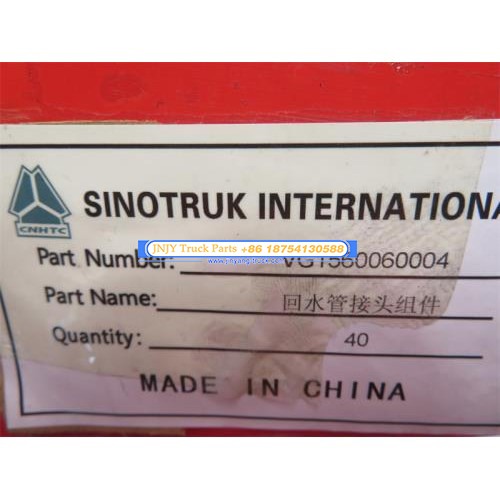 CNHTC
SINOTRUK INTERNATIONA
JNJY Truck Parts +86 18754130588
Part Number: VG1560060004
Part Name: 回水管接头组件
Quantity: 40
MADE IN CHINA